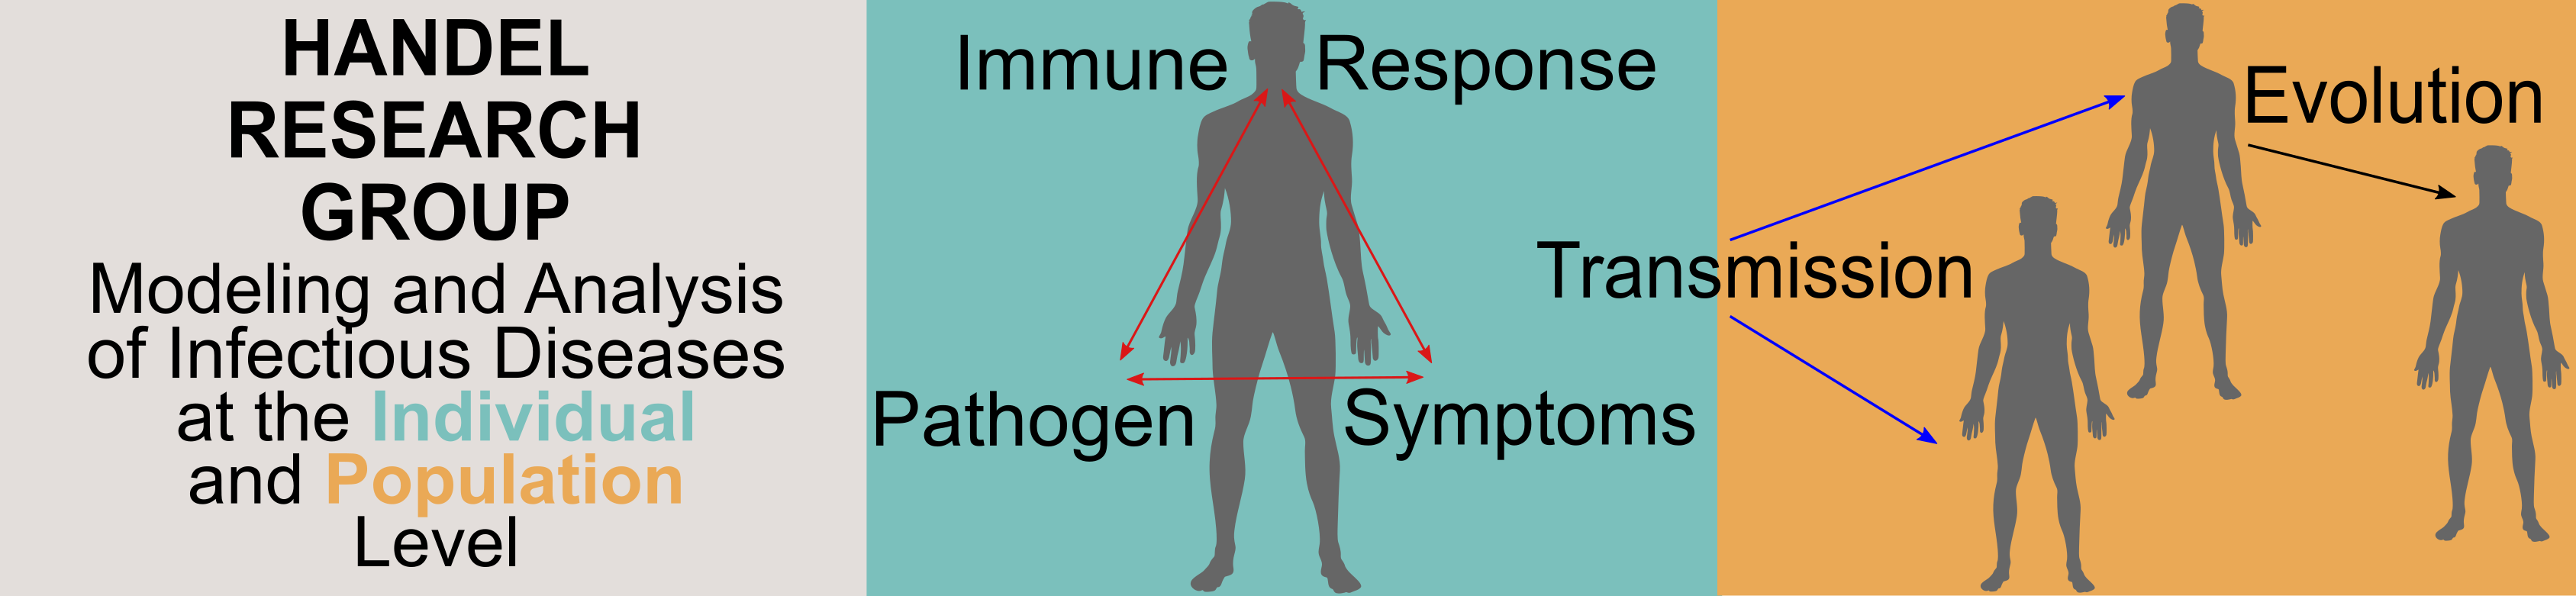 HANDEL
RESEARCH
GROUP
Modeling and Analysis
of Infectious Diseases
at the Individual
and Population
Level
Immune Response
Pathogen Symptoms
Transmission
Evolution